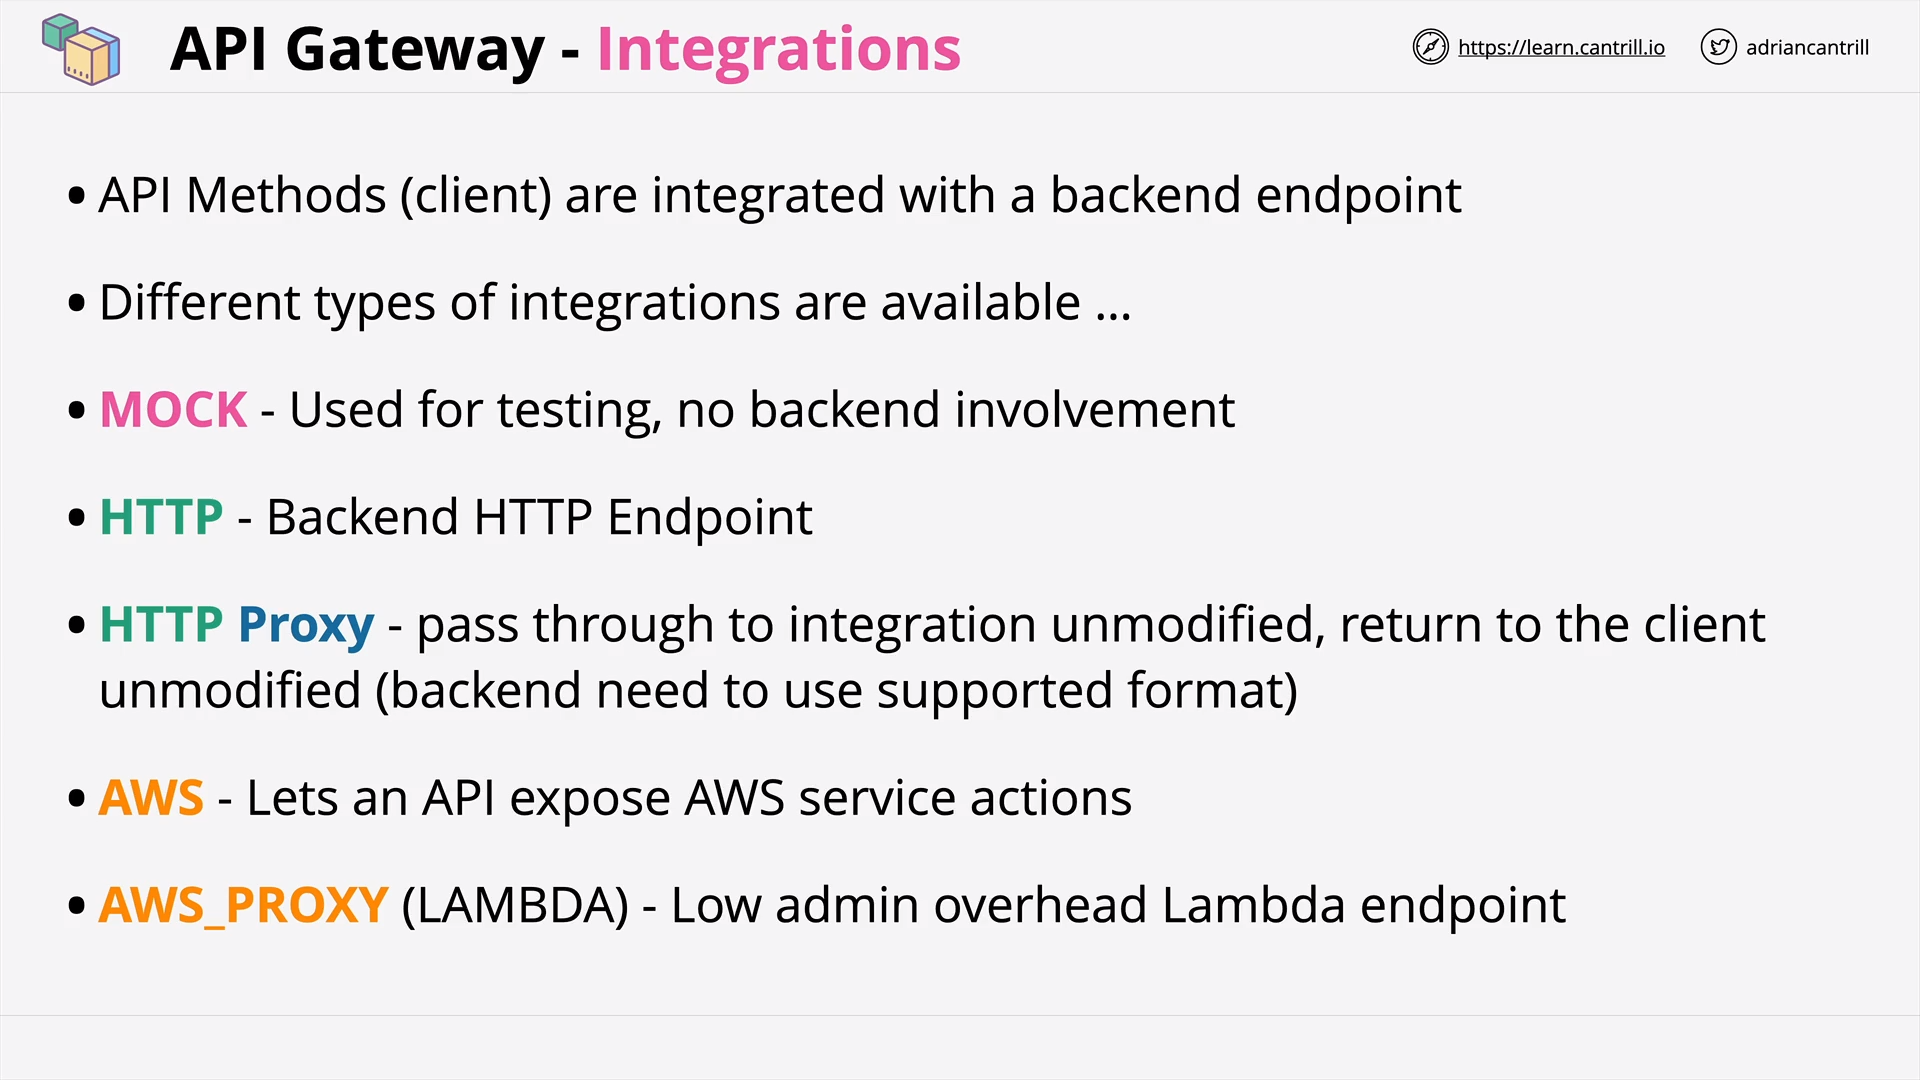 API Gateway - Integrations
https://learn.cantrill.io
adriancantrill
• API Methods (client) are integrated with a backend endpoint
• Different types of integrations are available ...
• MOCK - Used for testing, no backend involvement
• HTTP - Backend HTTP Endpoint
• HTTP Proxy - pass through to integration unmodified, return to the client
unmodified (backend need to use supported format)
• AWS - Lets an API expose AWS service actions
• AWS_PROXY (LAMBDA) - Low admin overhead Lambda endpoint